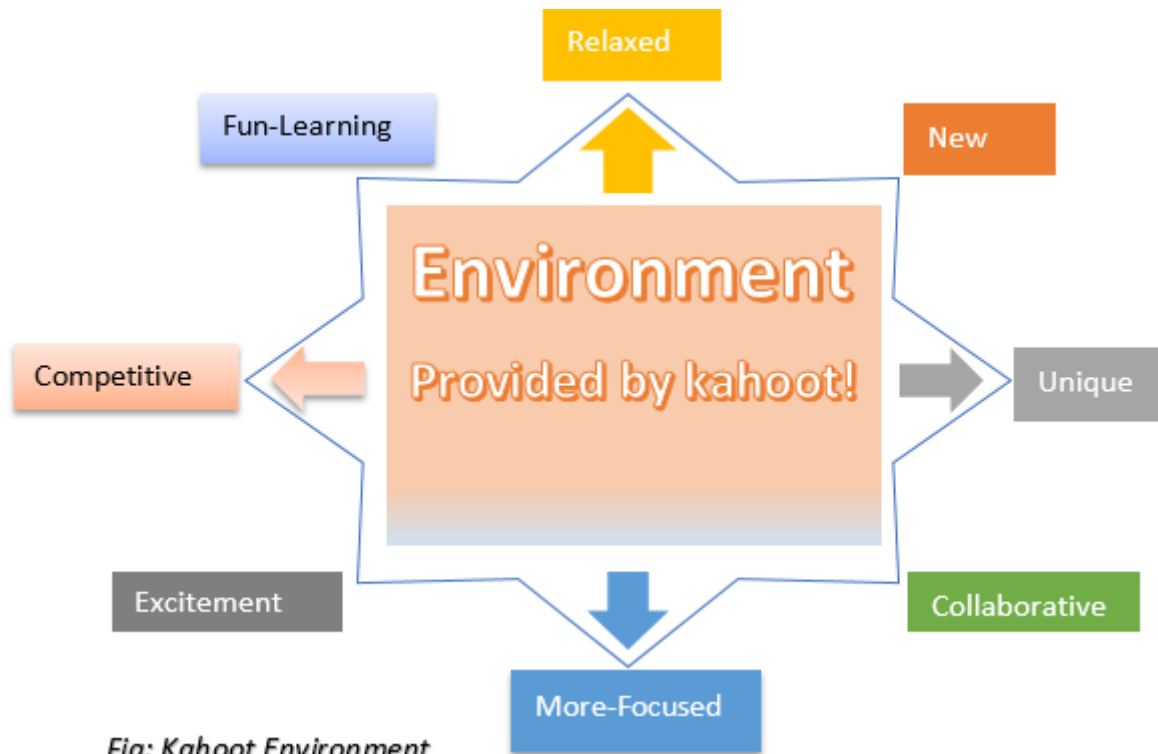 Relaxed
Fun-Learning
New
Environment
Provided by kahoot!
Competitive
Unique
Excitement
Collaborative
More-Focused
Fig: Kahoot Environment